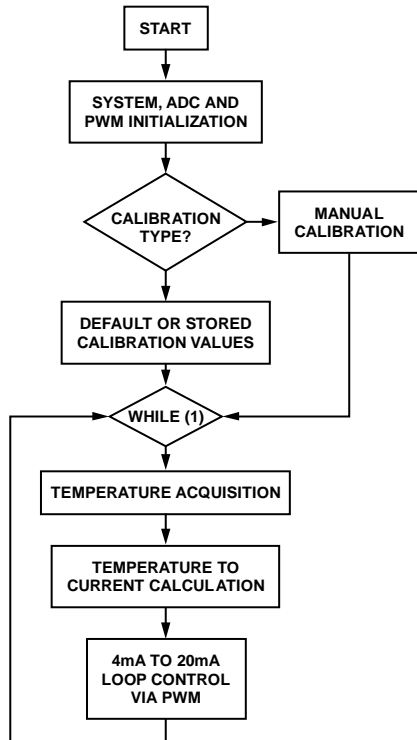 START
SYSTEM, ADC AND
PWM INITIALIZATION
CALIBRATION
TYPE?
MANUAL
CALIBRATION
DEFAULT OR STORED
CALIBRATION VALUES
WHILE (1)
TEMPERATURE ACQUISITION
TEMPERATURE TO
CURRENT CALCULATION
4mA TO 20mA
LOOP CONTROL
VIA PWM